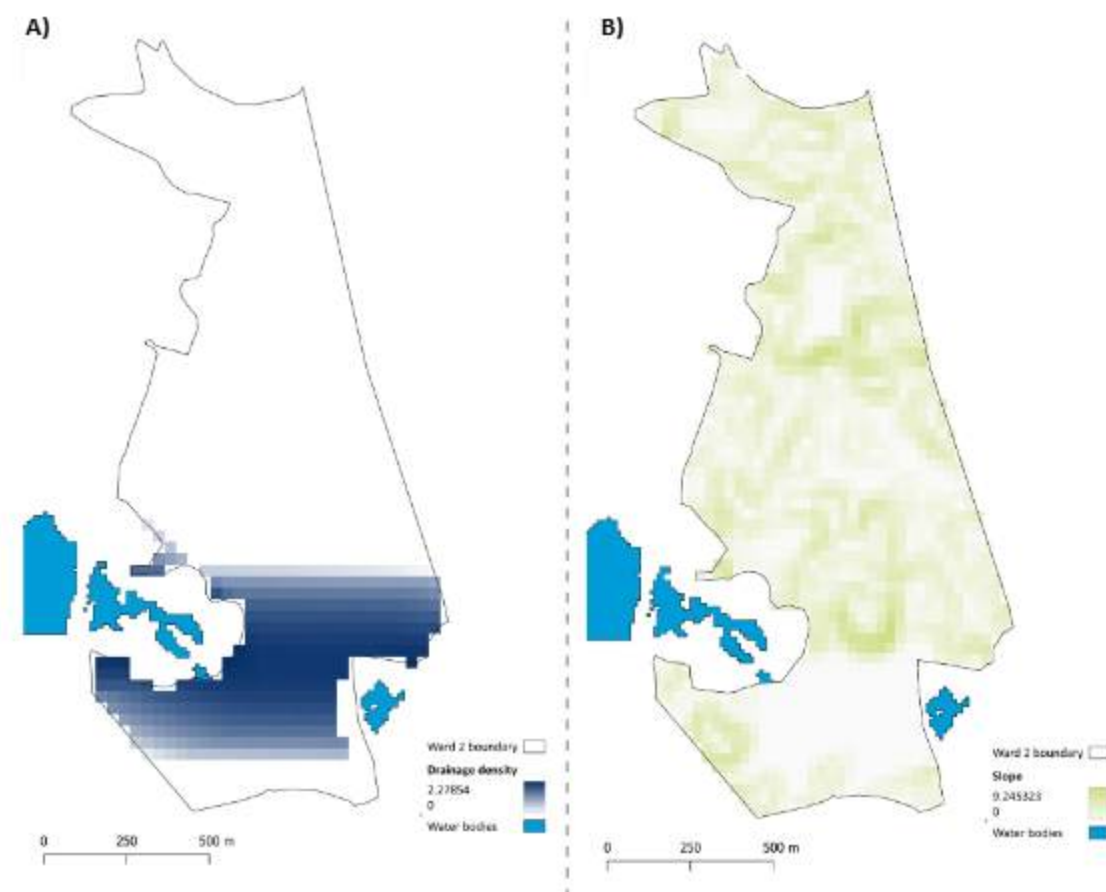 A)
Ward 2 boundary
Drainage density
2.27854
0
Water bodies
0 250 500 m
B)
Ward 2 boundary
Slope
9.245323
0
Water bodies
0 250 500 m